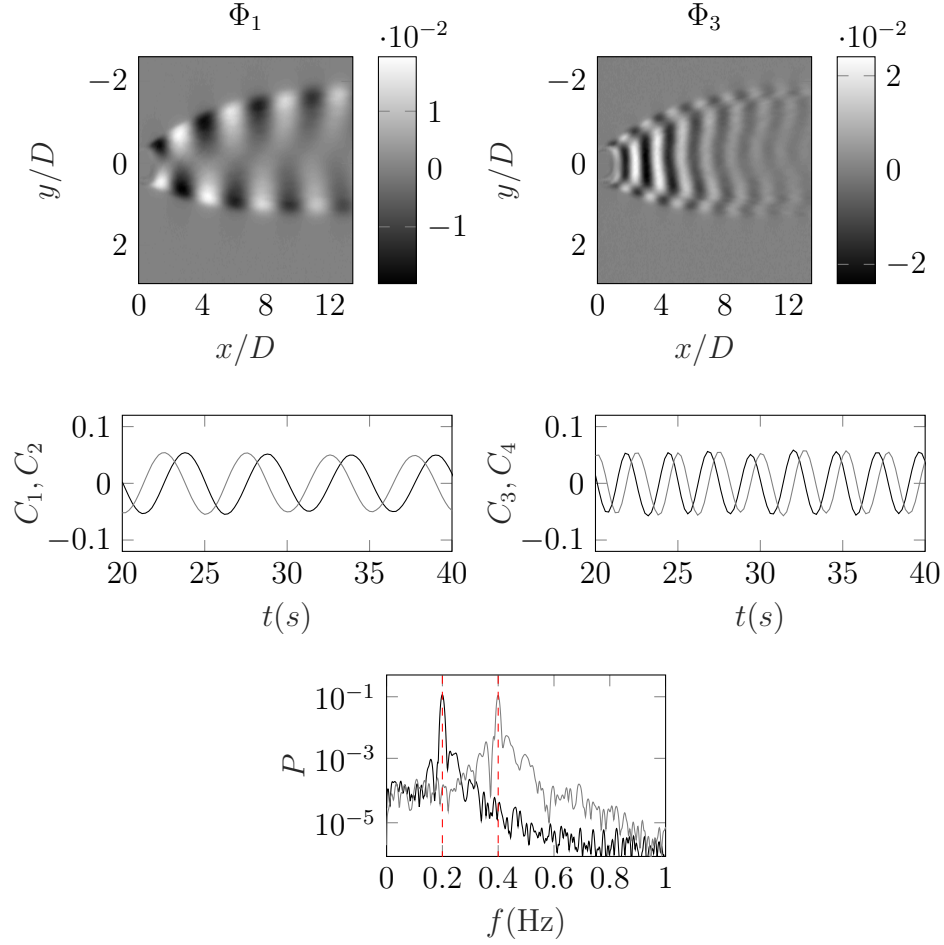 Φ1 Φ3
·10−2 ·10−2
−2 0 2 y/D 0 4 8 12 x/D 1 0 −1
−2 0 2 y/D 0 4 8 12 x/D 2 0 −2
0.1 0 −0.1 C1, C2 20 25 30 35 40 t(s)
0.1 0 −0.1 C3, C4 20 25 30 35 40 t(s)
10−1 10−3 10−5 P 0 0.2 0.4 0.6 0.8 1 f(Hz)